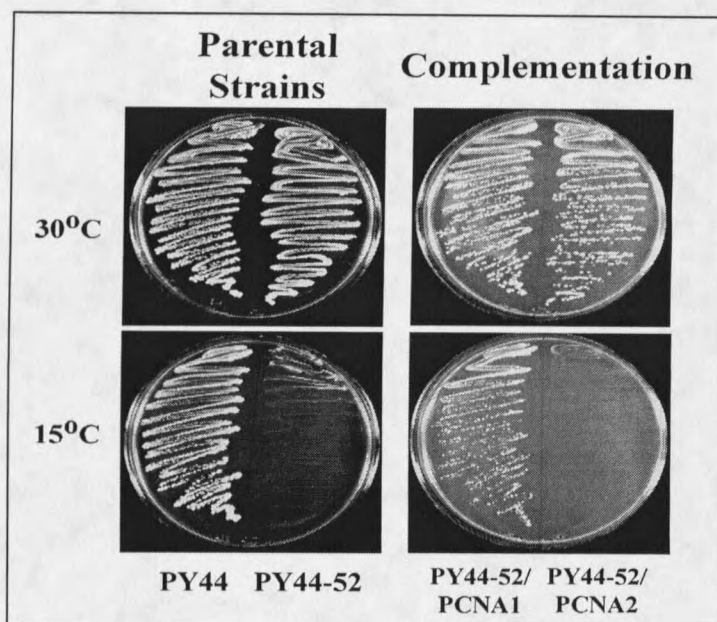 Parental
Strains
Complementation
30°C
15°C
PY44 PY44-52
PY44-52/ PY44-52/
PCNA1 PCNA2